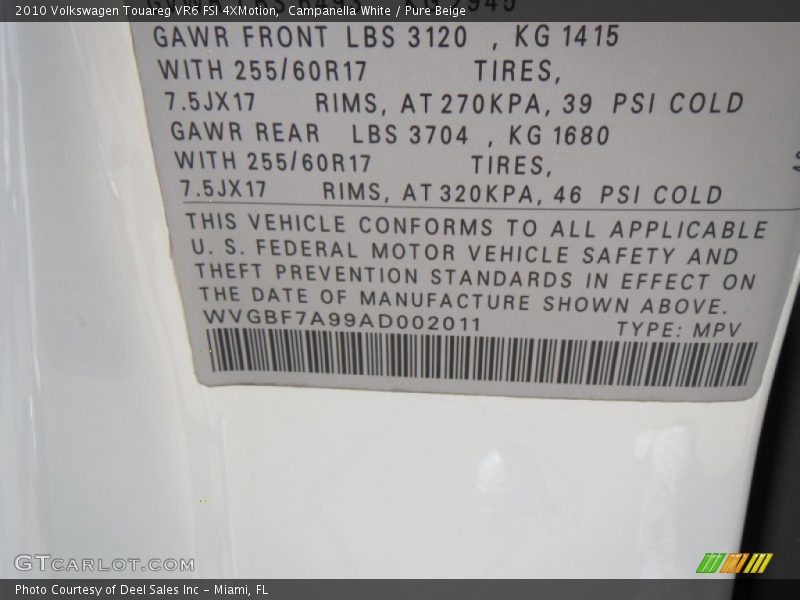 2010 Volkswagen Touareg VR6 FSI 4XMotion, Campanella White / Pure Beige
GAWR FRONT LBS 3120 , KG 1415
WITH 255/60R17 TIRES,
7.5JX17 RIMS, AT 270KPA, 39 PSI COLD
GAWR REAR LBS 3704 , KG 1680
WITH 255/60R17 TIRES,
7.5JX17 RIMS, AT 320KPA, 46 PSI COLD
THIS VEHICLE CONFORMS TO ALL APPLICABLE
U. S. FEDERAL MOTOR VEHICLE SAFETY AND
THEFT PREVENTION STANDARDS IN EFFECT ON
THE DATE OF MANUFACTURE SHOWN ABOVE.
WVGBF7A99AD002011 TYPE: MPV
GTCARLOT.COM
Photo Courtesy of Deel Sales Inc – Miami, FL